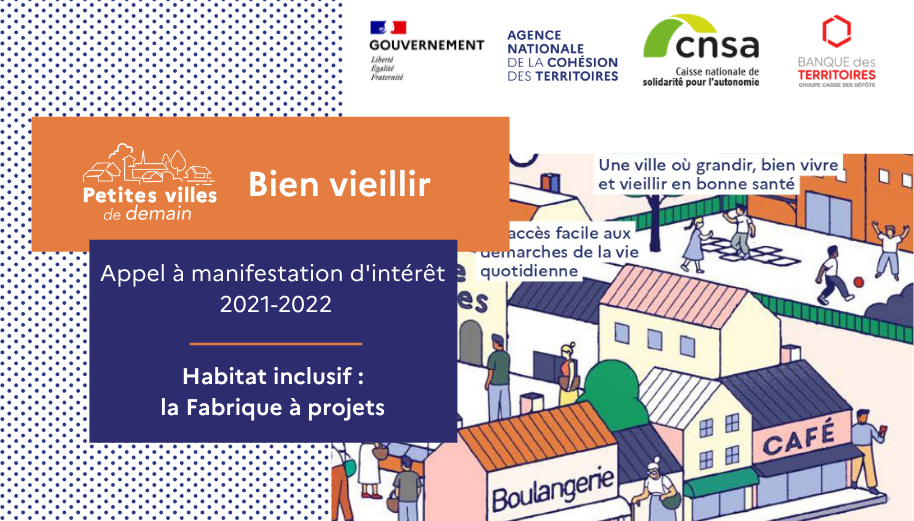 GOUVERNEMENT
Liberté
Égalité
Fraternité
AGENCE
NATIONALE
DE LA COHÉSION
DES TERRITOIRES
cnsa
Caisse nationale de
solidarité pour l'autonomie
BANQUE des
TERRITOIRES
GROUPE CAISSE DES DÉPÔTS
Petites villes
de demain
Bien vieillir
Une ville où grandir, bien vivre
et vieillir en bonne santé
accès facile aux
démarches de la vie
quotidienne
Appel à manifestation d'intérêt
2021-2022
Habitat inclusif :
la Fabrique à projets
CAFÉ
Boulangerie